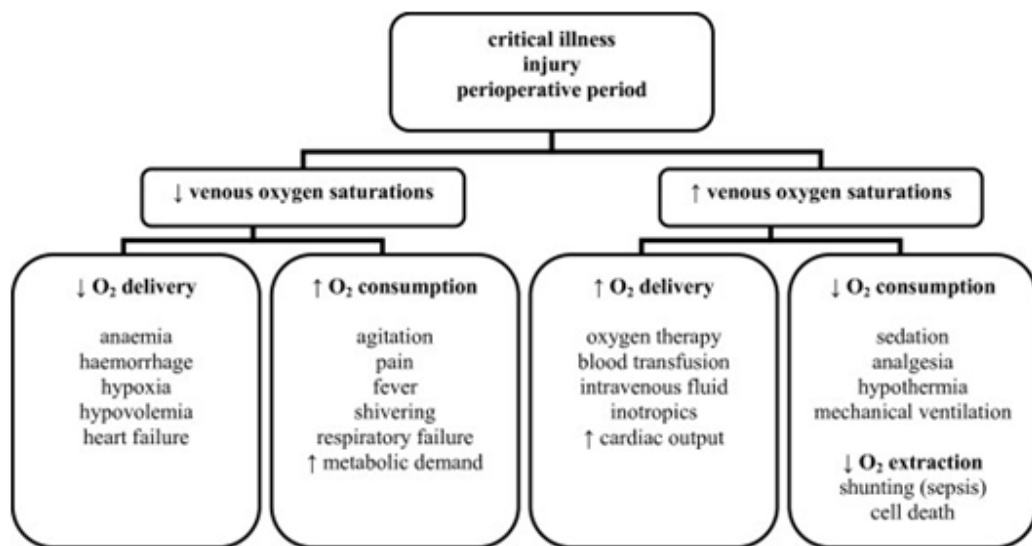 critical illness
injury
perioperative period
↓ venous oxygen saturations
↑ venous oxygen saturations
↓ O₂ delivery
anaemia
haemorrhage
hypoxia
hypovolemia
heart failure
↑ O₂ consumption
agitation
pain
fever
shivering
respiratory failure
↑ metabolic demand
↑ O₂ delivery
oxygen therapy
blood transfusion
intravenous fluid
inotropics
↑ cardiac output
↓ O₂ consumption
sedation
analgesia
hypothermia
mechanical ventilation
↓ O₂ extraction
shunting (sepsis)
cell death